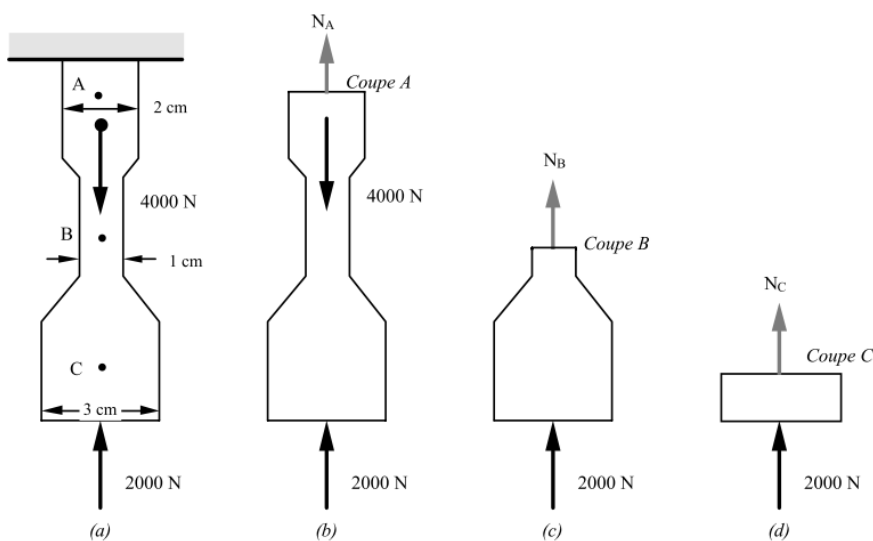 A
2 cm
4000 N
B
1 cm
C
3 cm
2000 N
(a)
N_A
Coupe A
4000 N
2000 N
(b)
N_B
Coupe B
2000 N
(c)
N_C
Coupe C
2000 N
(d)